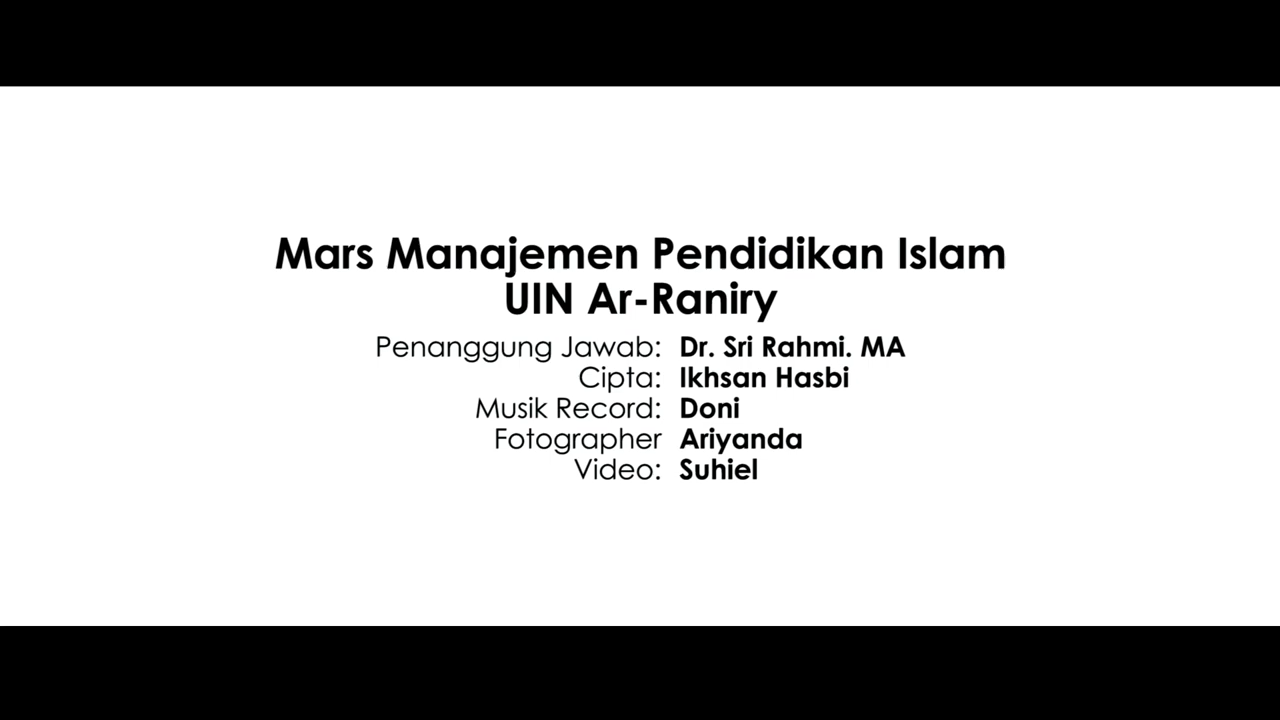 Mars Manajemen Pendidikan Islam
UIN Ar-Raniry
Penanggung Jawab: Dr. Sri Rahmi. MA
Cipta: Ikhsan Hasbi
Musik Record: Doni
Fotographer Ariyanda
Video: Suhiel